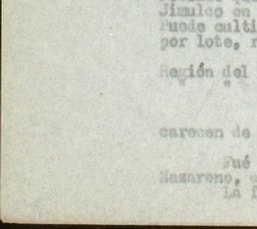 Jimulco en
Puede culti
por lote, n
Región del
carecen de
Fué
Nazareno, e
La f